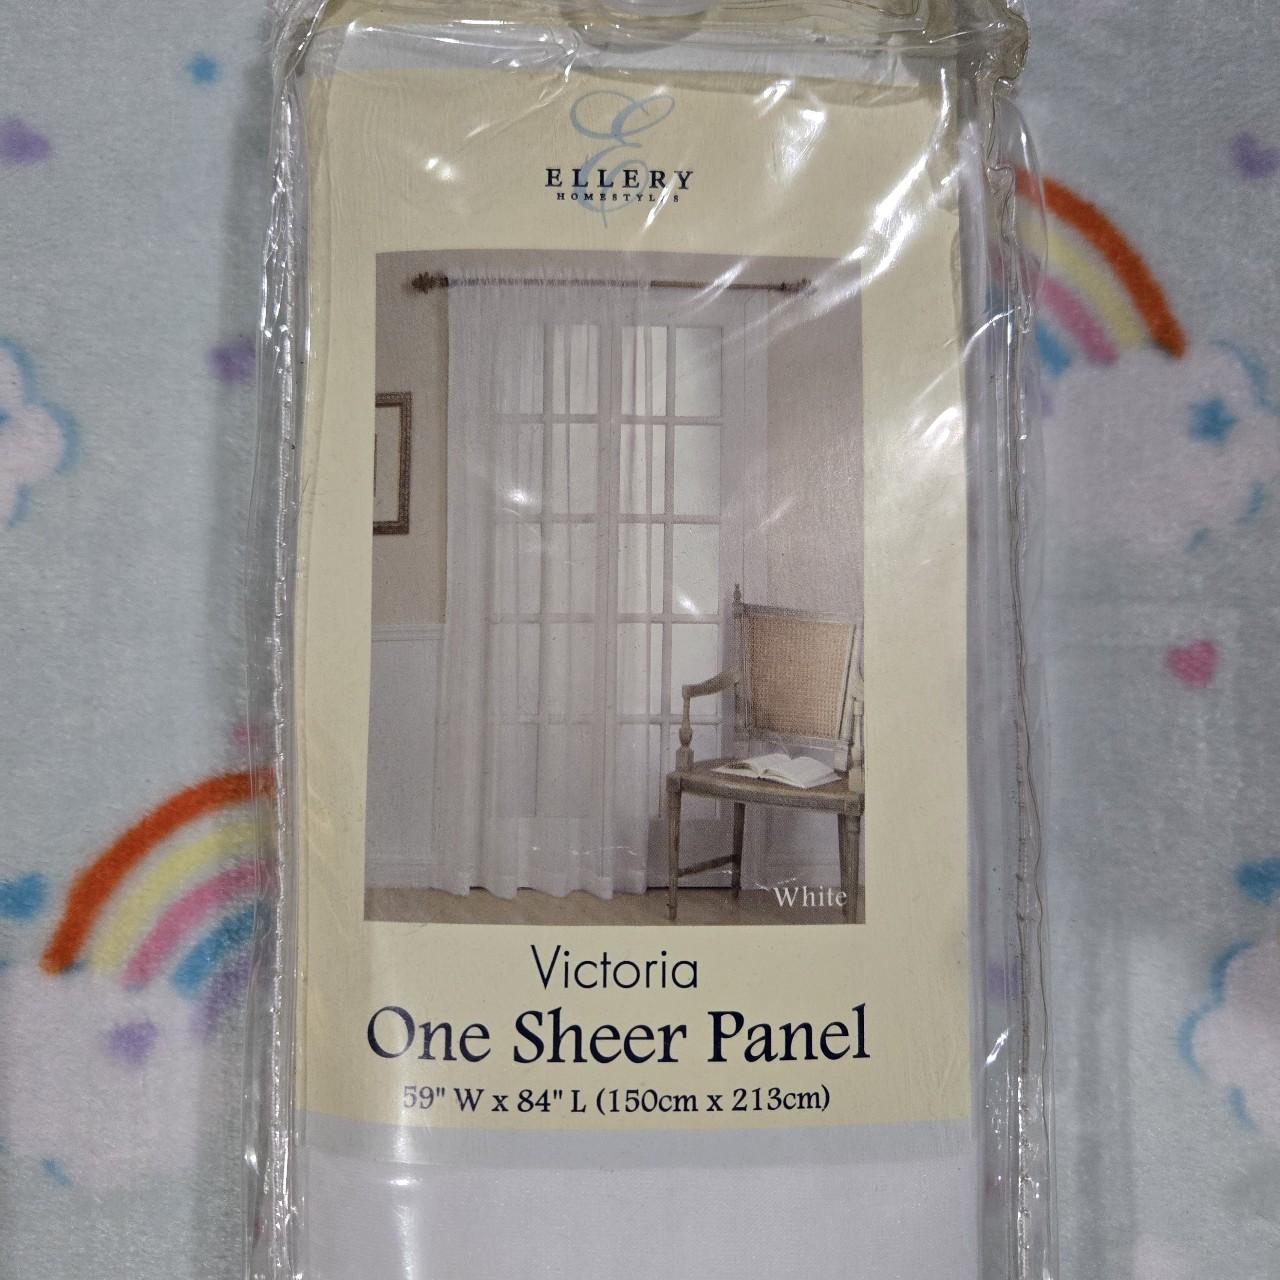 E
ELLERY
HOMESTYLES
White
Victoria
One Sheer Panel
59" W x 84" L (150cm x 213cm)